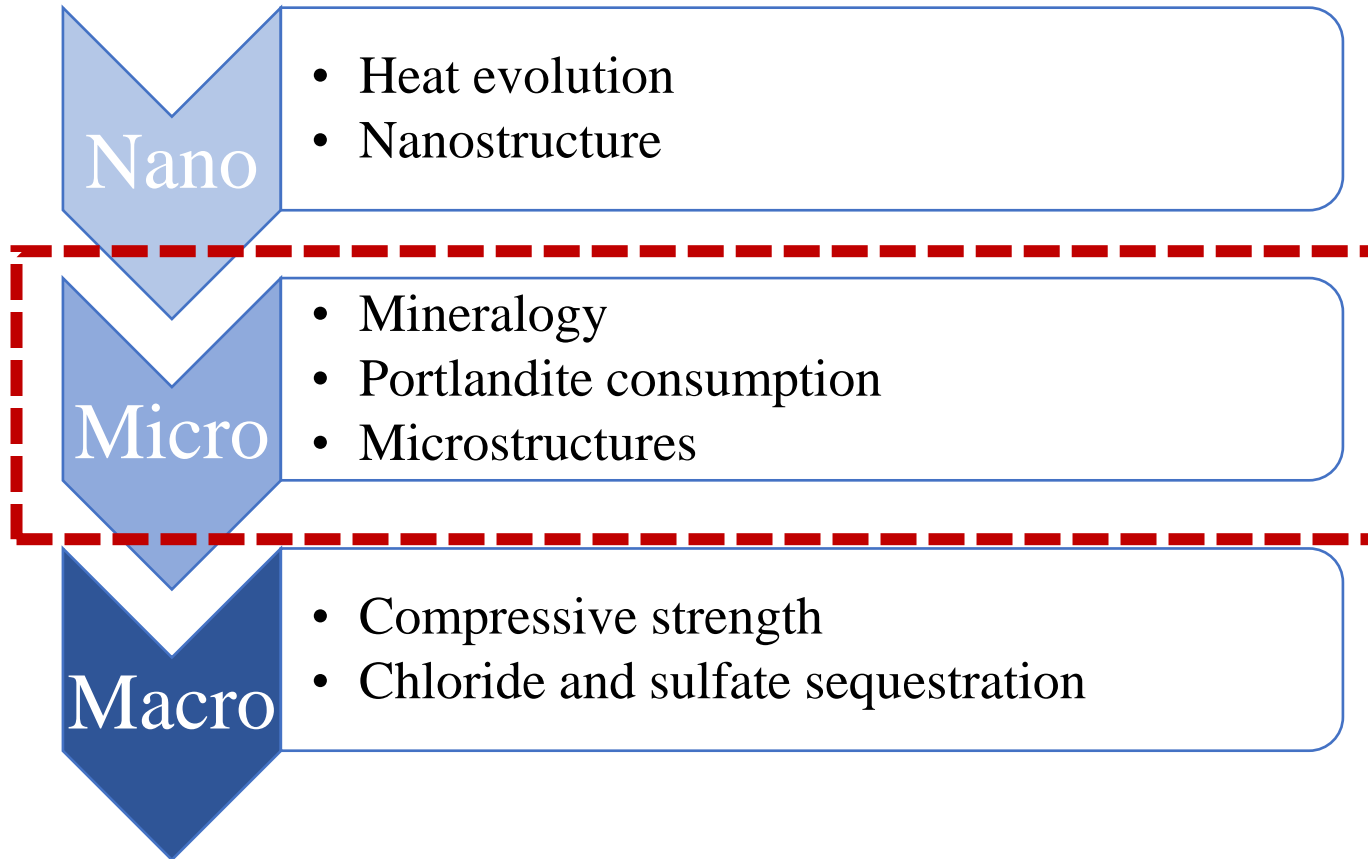 Nano
• Heat evolution
• Nanostructure
Micro
• Mineralogy
• Portlandite consumption
• Microstructures
Macro
• Compressive strength
• Chloride and sulfate sequestration